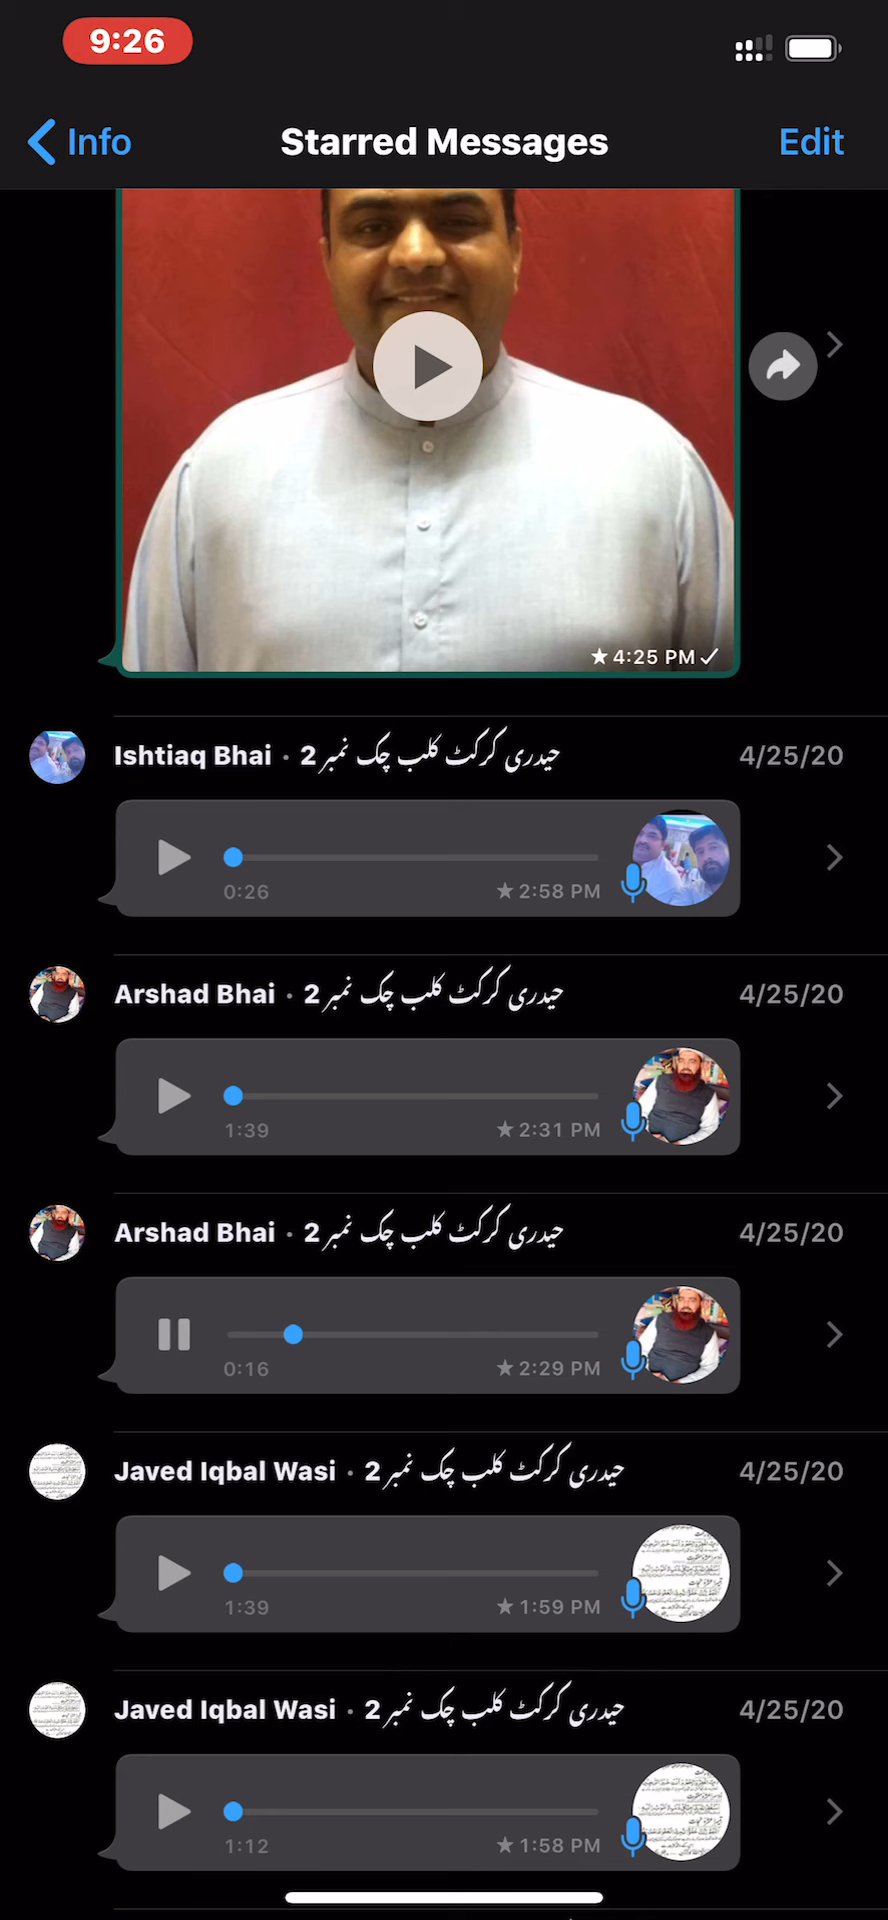 9:26
Info
Starred Messages
Edit
4:25 PM
Ishtiaq Bhai · حیدری کرکٹ کلب چک نمبر 2
4/25/20
0:26
2:58 PM
Arshad Bhai · حیدری کرکٹ کلب چک نمبر 2
4/25/20
1:39
2:31 PM
Arshad Bhai · حیدری کرکٹ کلب چک نمبر 2
4/25/20
0:16
2:29 PM
Javed Iqbal Wasi · حیدری کرکٹ کلب چک نمبر 2
4/25/20
1:39
1:59 PM
Javed Iqbal Wasi · حیدری کرکٹ کلب چک نمبر 2
4/25/20
1:12
1:58 PM